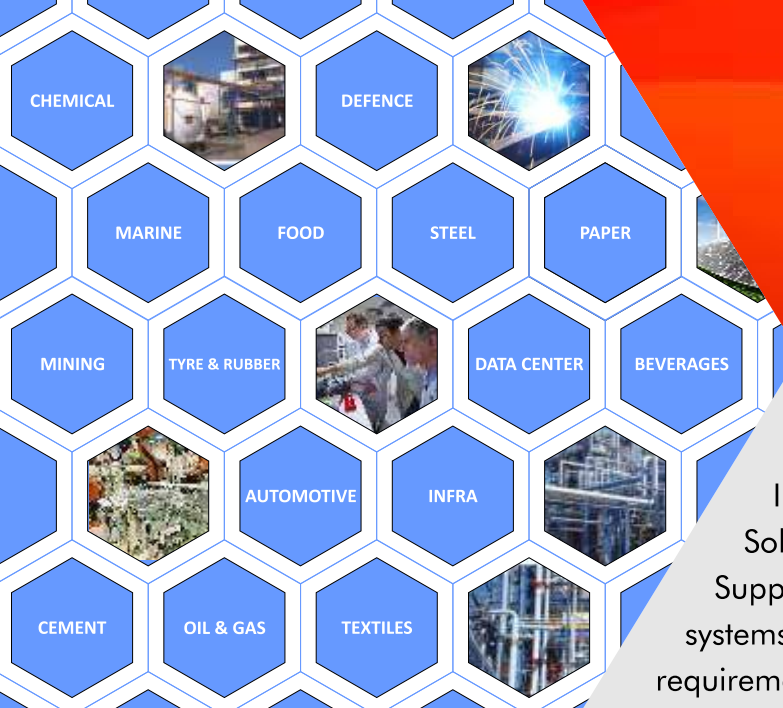 CHEMICAL
DEFENCE
MARINE
FOOD
STEEL
PAPER
MINING
TYRE & RUBBER
DATA CENTER
BEVERAGES
AUTOMOTIVE
INFRA
CEMENT
OIL & GAS
TEXTILES
I
Sol
Supp
systems
requirem